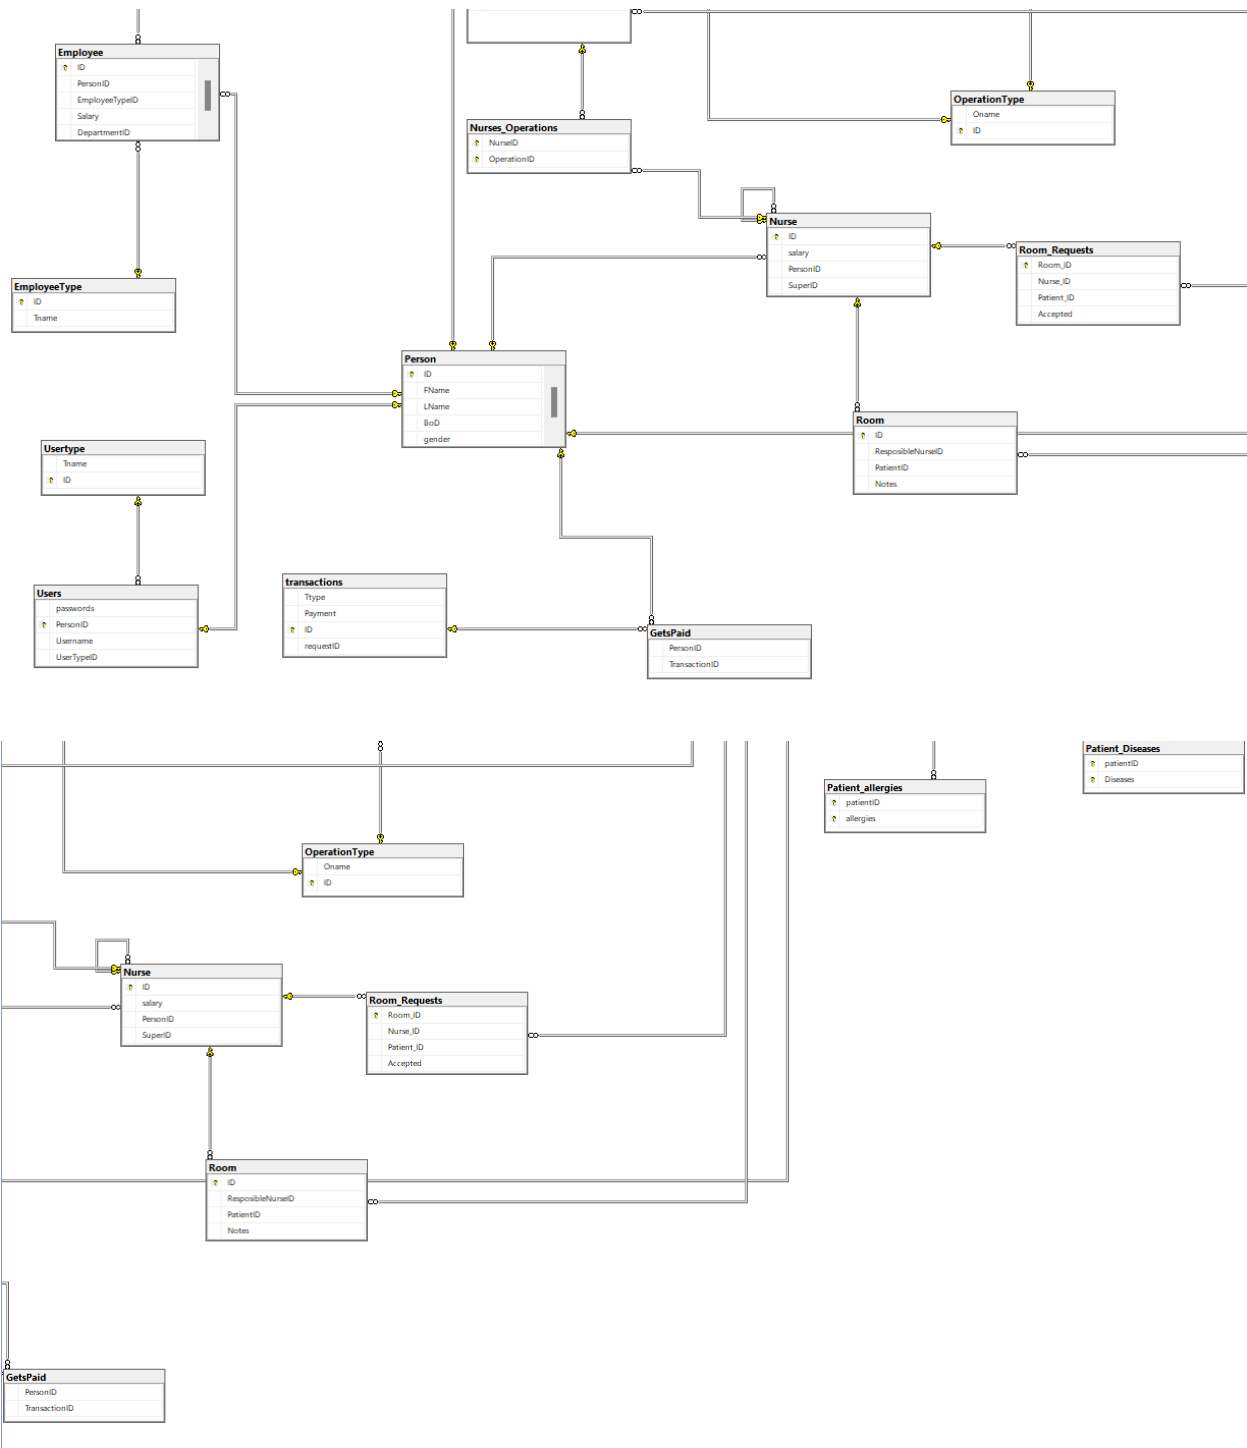 Employee
ID
PersonID
EmployeeTypeID
Salary
DepartmentID
OperationType
Oname
ID
Nurses_Operations
NurseID
OperationID
Nurse
ID
salary
PersonID
SuperID
Room_Requests
Room_ID
Nurse_ID
Patient_ID
Accepted
EmployeeType
ID
Tname
Person
ID
FName
LName
BoD
gender
Room
ID
ResposibleNurseID
PatientID
Notes
Usertype
Tname
ID
Users
passwords
PersonID
Username
UserTypeID
transactions
Ttype
Payment
ID
requestID
GetsPaid
PersonID
TransactionID
Patient_Diseases
patientID
Diseases
Patient_allergies
patientID
allergies
OperationType
Oname
ID
Nurse
ID
salary
PersonID
SuperID
Room_Requests
Room_ID
Nurse_ID
Patient_ID
Accepted
Room
ID
ResposibleNurseID
PatientID
Notes
GetsPaid
PersonID
TransactionID